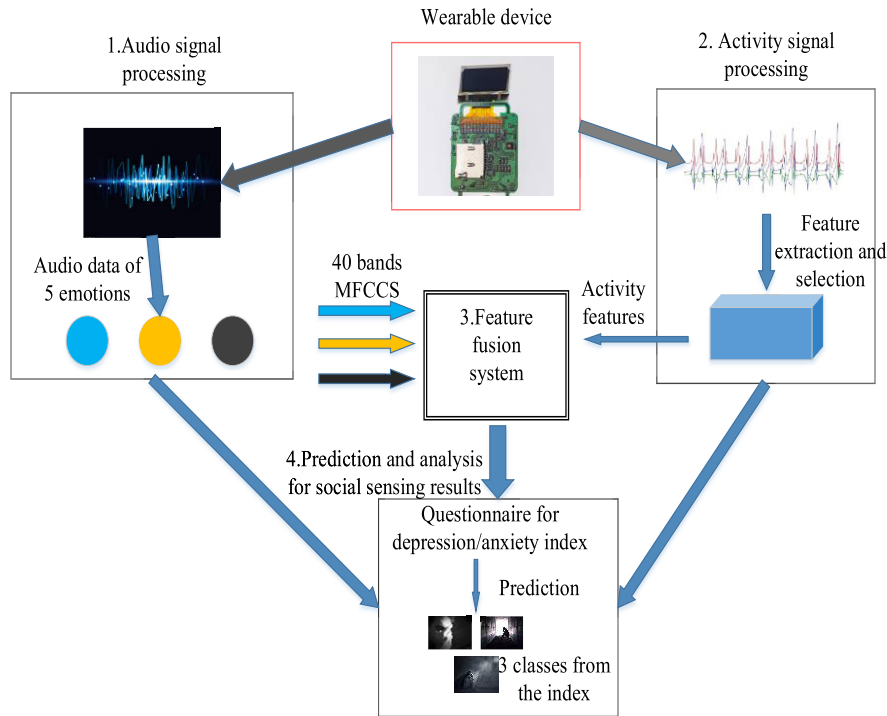 Wearable device
1.Audio signal
processing
2. Activity signal
processing
Audio data of
5 emotions
40 bands
MFCCS
3.Feature
fusion
system
Activity
features
Feature
extraction and
selection
4.Prediction and analysis
for social sensing results
Questionnaire for
depression/anxiety index
Prediction
3 classes from
the index